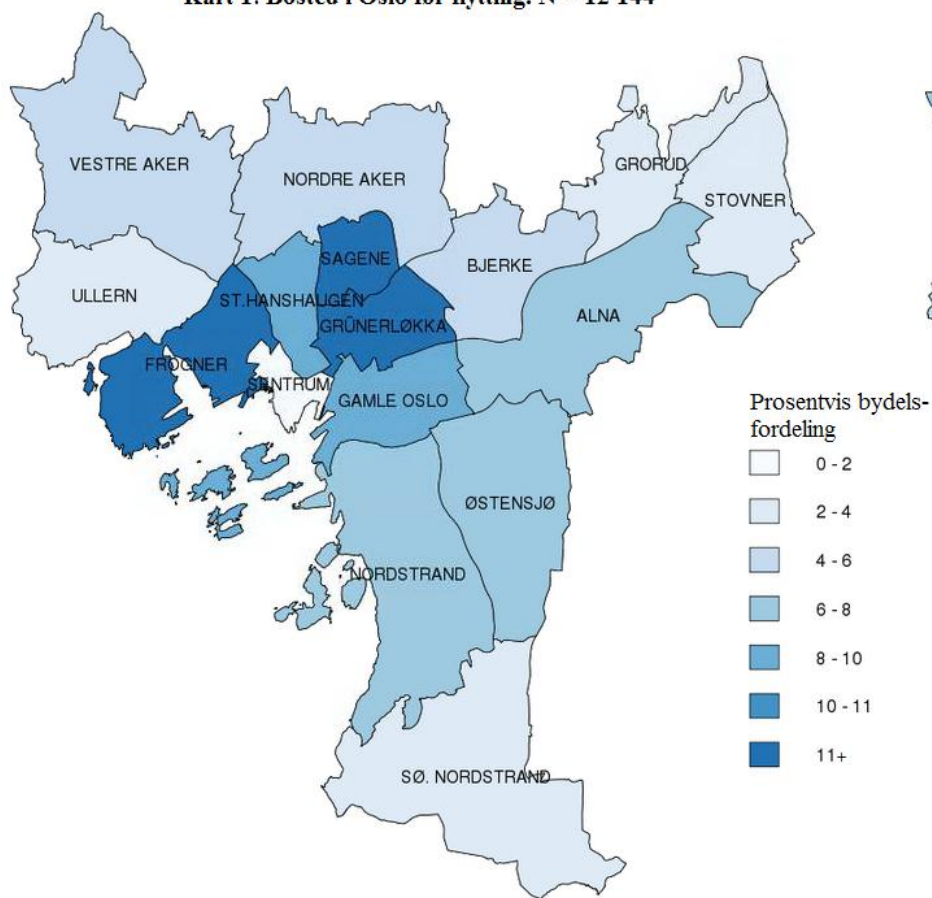 Kart 1. Bosted i Oslo før flytting. N = 12 144
VESTRE AKER
NORDRE AKER
GRORUD
STOVNER
SAGENE
BJERKE
ULLERN
ST.HANSHAUGEN
GRÜNERLØKKA
ALNA
FROGNER
SENTRUM
GAMLE OSLO
ØSTENSJØ
NORDSTRAND
SØ. NORDSTRAND
Prosentvis bydels-
fordeling
0 - 2
2 - 4
4 - 6
6 - 8
8 - 10
10 - 11
11+